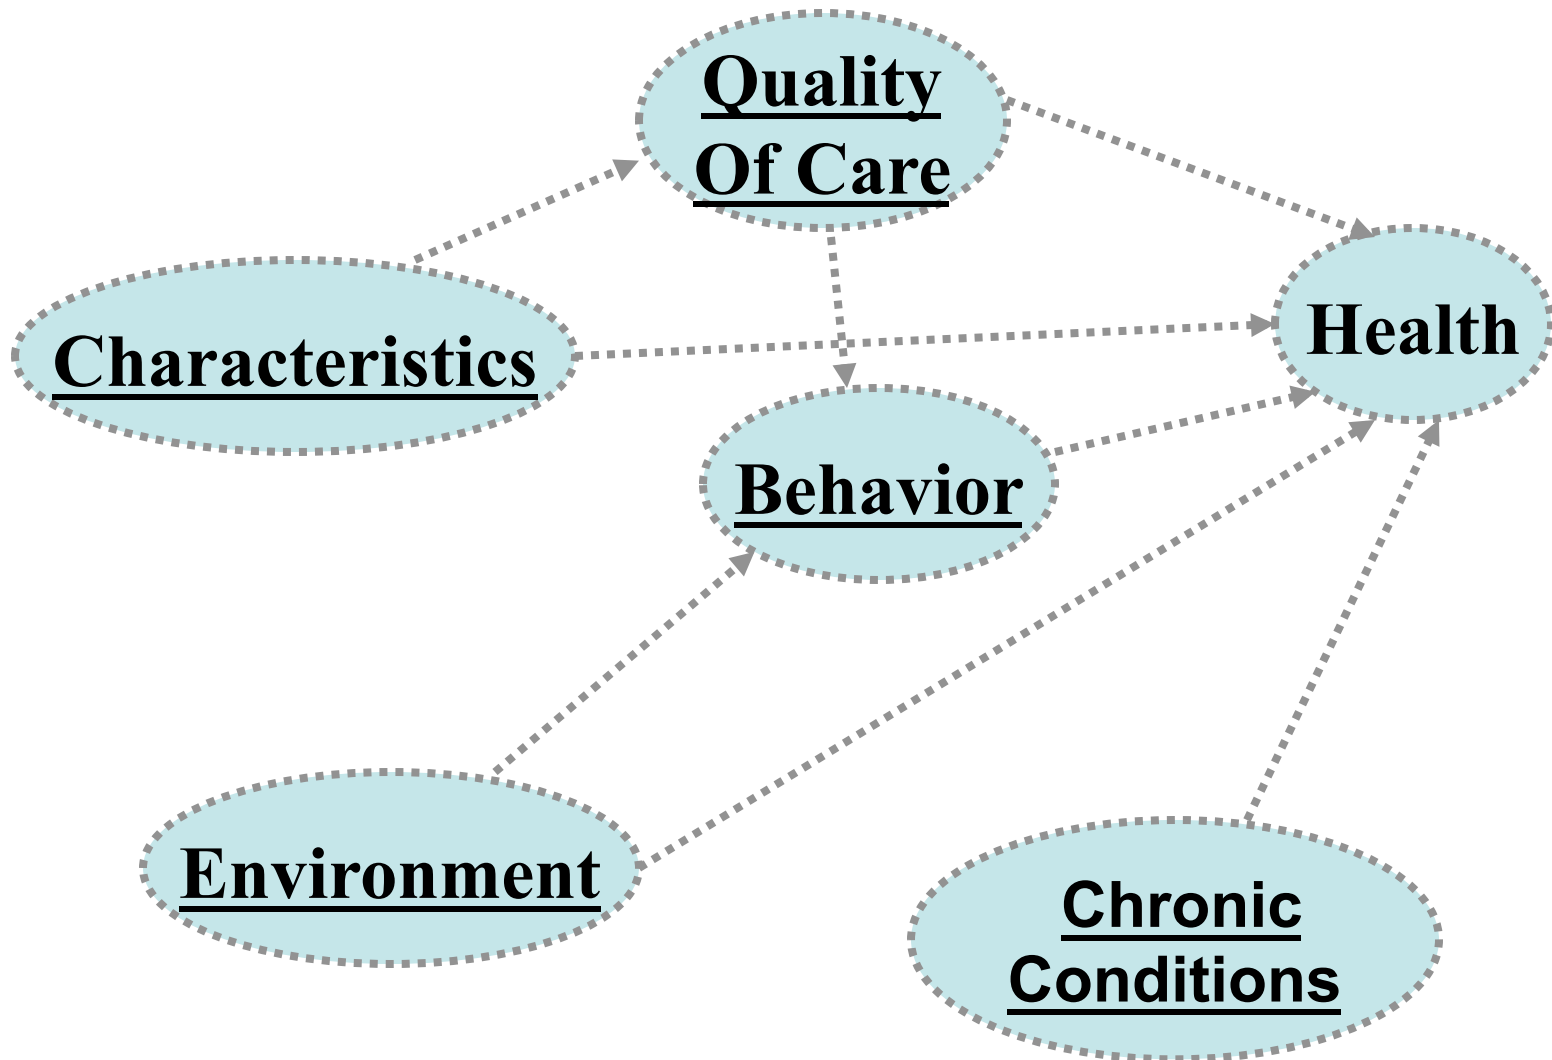 Quality
Of Care
Characteristics
Health
Behavior
Environment
Chronic
Conditions